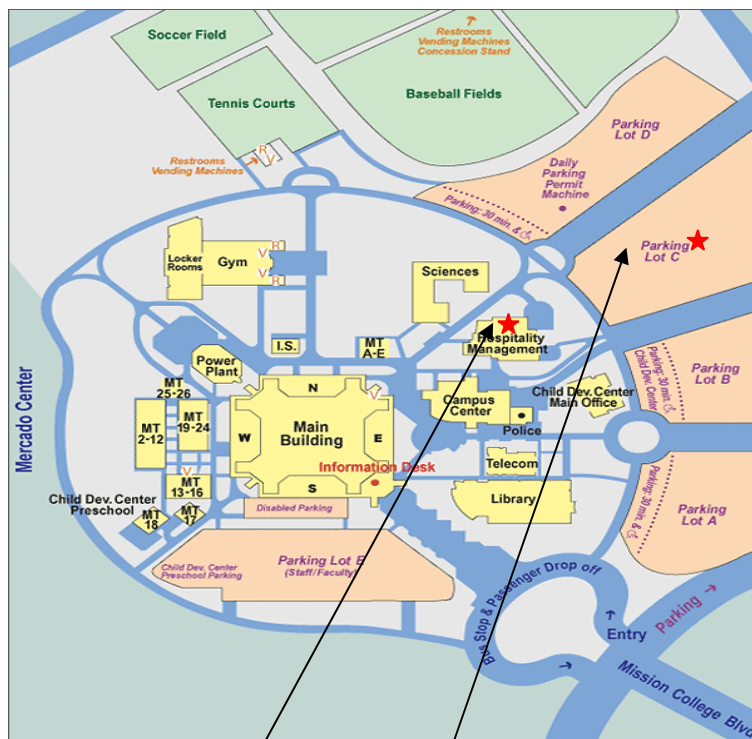 Soccer Field
Restrooms
Vending Machines
Concession Stand
Tennis Courts
Baseball Fields
R
V
Restrooms
Vending Machines
Parking
Lot D
Daily
Parking
Permit
Machine
Parking: 30 min. &
Parking
Lot C
Locker
Rooms
Gym
R
V
V
R
Sciences
I.S.
MT
A-E
Hospitality
Management
Power
Plant
Parking: 30 min.
Child Dev. Center
Parking
Lot B
MT
25-26
MT
2-12
MT
19-24
N
W
Main
Building
E
S
V
Campus
Center
Police
Child Dev. Center
Main Office
Mercado Center
Information Desk
Telecom
Library
V
MT
13-16
Child Dev. Center
Preschool
MT
18
MT
17
Disabled Parking
Parking: 30 min. &
Parking
Lot A
Child Dev. Center
Preschool Parking
Parking Lot E
(Staff/Faculty)
Bus Stop & Passenger Drop off
Parking
Entry
Mission College Blvd